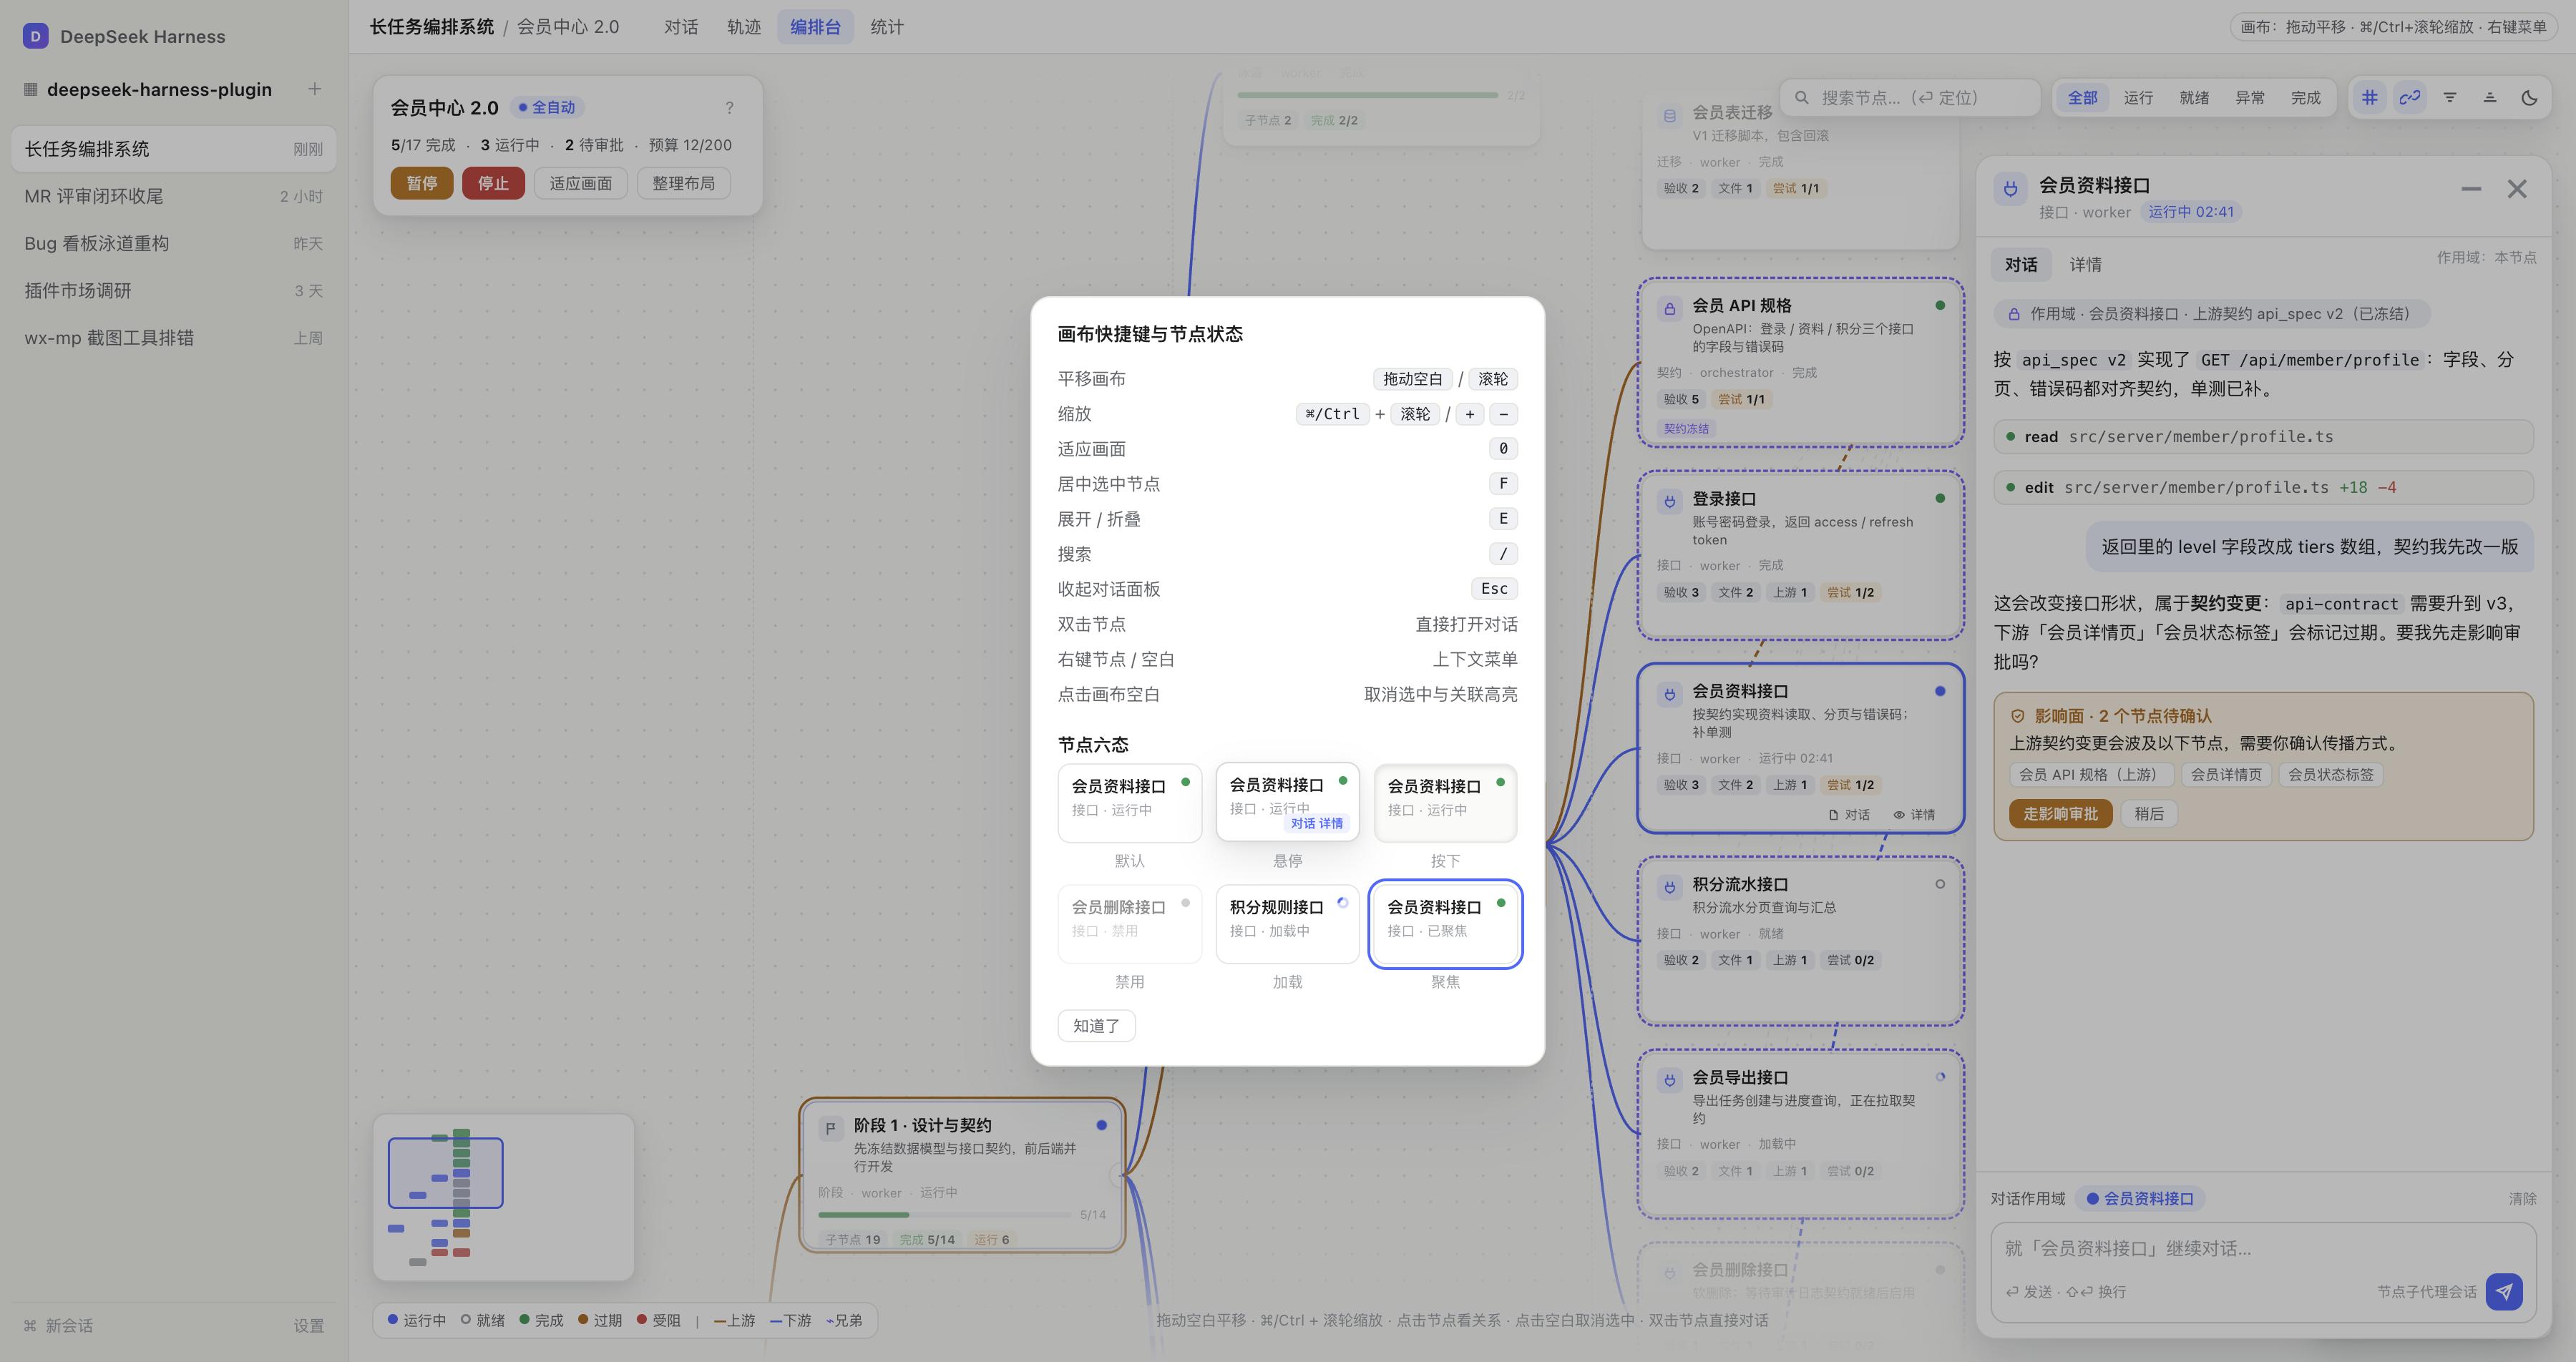 D DeepSeek Harness
deepseek-harness-plugin +
长任务编排系统 刚刚
MR 评审闭环收尾 2 小时
Bug 看板泳道重构 昨天
插件市场调研 3 天
wx-mp 截图工具排错 上周
⌘ 新会话 设置
长任务编排系统 / 会员中心 2.0 对话 轨迹 编排台 统计
画布：拖动平移 · ⌘/Ctrl+滚轮缩放 · 右键菜单
会员中心 2.0 全自动 ?
5/17 完成 · 3 运行中 · 2 待审批 · 预算 12/200
暂停 停止 适应画面 整理布局
worker 完成
2/2
子节点 2 完成 2/2
搜索节点…（⏎ 定位）
全部 运行 就绪 异常 完成
会员表迁移
V1 迁移脚本，包含回滚
迁移 · worker · 完成
验收 2 文件 1 尝试 1/1
会员 API 规格
OpenAPI：登录 / 资料 / 积分三个接口
的字段与错误码
契约 · orchestrator · 完成
验收 5 尝试 1/1
契约冻结
登录接口
账号密码登录，返回 access / refresh
token
接口 · worker · 完成
验收 3 文件 2 上游 1 尝试 1/2
会员资料接口
按契约实现资料读取、分页与错误码；
补单测
接口 · worker · 运行中 02:41
验收 3 文件 2 上游 1 尝试 1/2
对话 详情
积分流水接口
积分流水分页查询与汇总
接口 · worker · 就绪
验收 2 文件 1 上游 1 尝试 0/2
会员导出接口
导出任务创建与进度查询，正在拉取契
约
接口 · worker · 加载中
验收 2 文件 1 上游 1 尝试 0/2
会员删除接口
软删除：等待审计日志契约就绪后启用
画布快捷键与节点状态
平移画布 拖动空白 / 滚轮
缩放 ⌘/Ctrl + 滚轮 / + −
适应画面 0
居中选中节点 F
展开 / 折叠 E
搜索 /
收起对话面板 Esc
双击节点 直接打开对话
右键节点 / 空白 上下文菜单
点击画布空白 取消选中与关联高亮
节点六态
会员资料接口
接口 · 运行中
默认
会员资料接口
接口 · 运行中
对话 详情
悬停
会员资料接口
接口 · 运行中
按下
会员删除接口
接口 · 禁用
禁用
积分规则接口
接口 · 加载中
加载
会员资料接口
接口 · 已聚焦
聚焦
知道了
阶段 1 · 设计与契约
先冻结数据模型与接口契约，前后端并
行开发
阶段 · worker · 运行中
5/14
子节点 19 完成 5/14 运行 6
运行中 就绪 完成 过期 受阻 | 上游 下游 兄弟
拖动空白平移 · ⌘/Ctrl + 滚轮缩放 · 点击节点看关系 · 点击空白取消选中 · 双击节点直接对话
会员资料接口
接口 · worker 运行中 02:41
对话 详情 作用域：本节点
作用域 · 会员资料接口 · 上游契约 api_spec v2（已冻结）
按 api_spec v2 实现了 GET /api/member/profile：字段、分
页、错误码都对齐契约，单测已补。
read src/server/member/profile.ts
edit src/server/member/profile.ts +18 −4
返回里的 level 字段改成 tiers 数组，契约我先改一版
这会改变接口形状，属于契约变更：api-contract 需要升到 v3，
下游「会员详情页」「会员状态标签」会标记过期。要我先走影响审
批吗？
影响面 · 2 个节点待确认
上游契约变更会波及以下节点，需要你确认传播方式。
会员 API 规格（上游） 会员详情页 会员状态标签
走影响审批 稍后
对话作用域 会员资料接口 清除
就「会员资料接口」继续对话…
⏎ 发送 · ⇧⏎ 换行 节点子代理会话